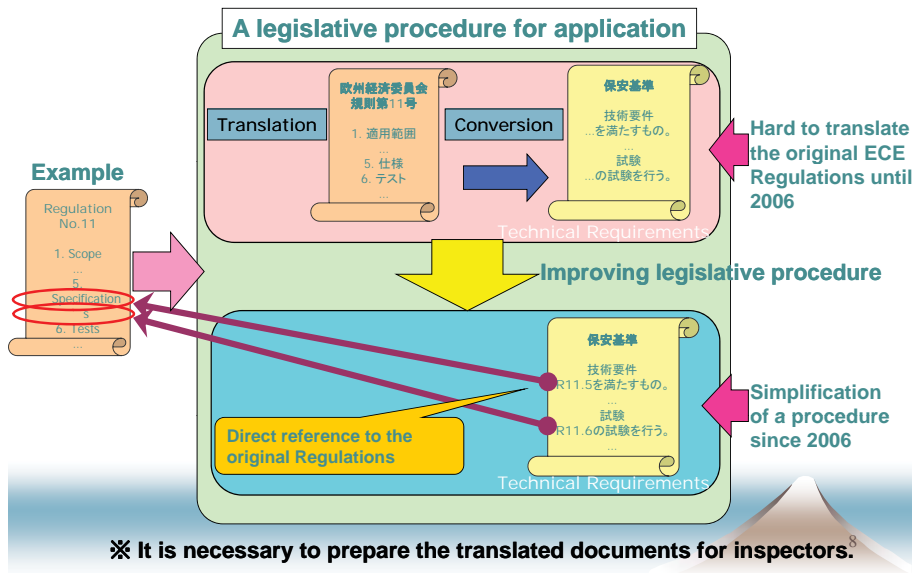 A legislative procedure for application
Translation
欧州経済委員会
規則第11号
1. 適用範囲
...
5. 仕様
6. テスト
...
Conversion
保安基準
技術要件
...を満たすもの。
...
試験
...の試験を行う。
Technical Requirements
Hard to translate
the original ECE
Regulations until
2006
Example
Regulation
No.11
1. Scope
...
5.
Specification
s
6. Tests
...
Improving legislative procedure
保安基準
技術要件
R11.5を満たすもの。
...
試験
R11.6の試験を行う。
...
Direct reference to the
original Regulations
Technical Requirements
Simplification
of a procedure
since 2006
※ It is necessary to prepare the translated documents for inspectors.
8